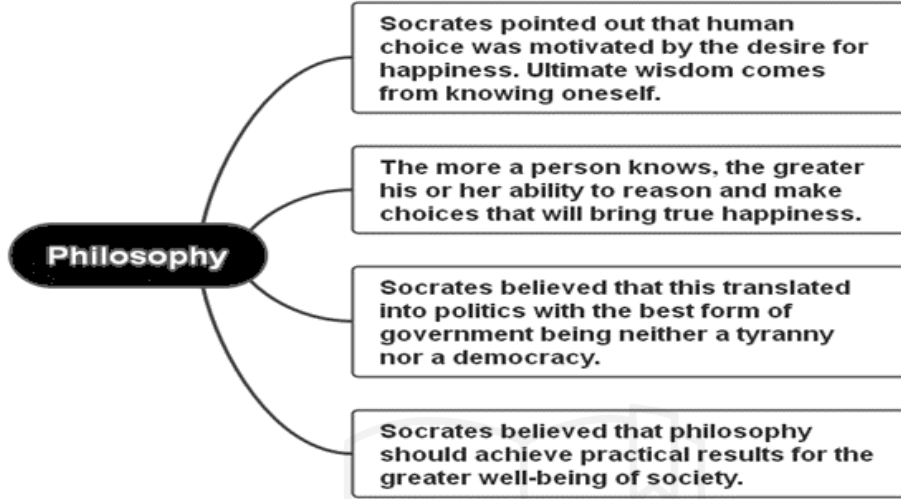 Socrates pointed out that human
choice was motivated by the desire for
happiness. Ultimate wisdom comes
from knowing oneself.
The more a person knows, the greater
his or her ability to reason and make
choices that will bring true happiness.
Philosophy
Socrates believed that this translated
into politics with the best form of
government being neither a tyranny
nor a democracy.
Socrates believed that philosophy
should achieve practical results for the
greater well-being of society.